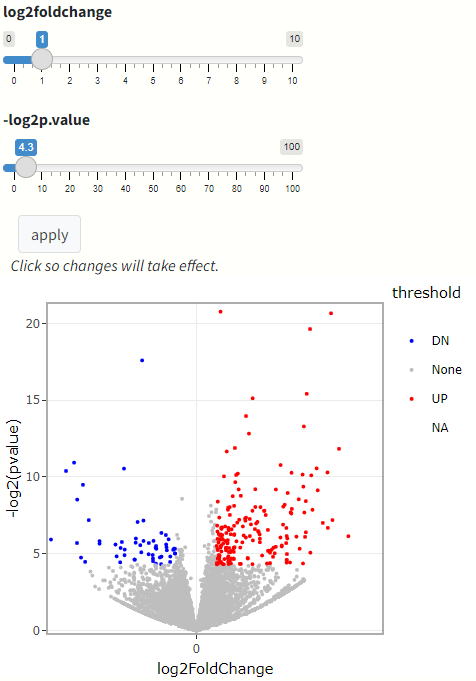 log2foldchange
0 1 10
0 1 2 3 4 5 6 7 8 9 10
-log2p.value
4.3 100
0 10 20 30 40 50 60 70 80 90 100
apply
Click so changes will take effect.
threshold
DN
None
UP
NA
20
15
10
5
0
-log2(pvalue)
0
log2FoldChange